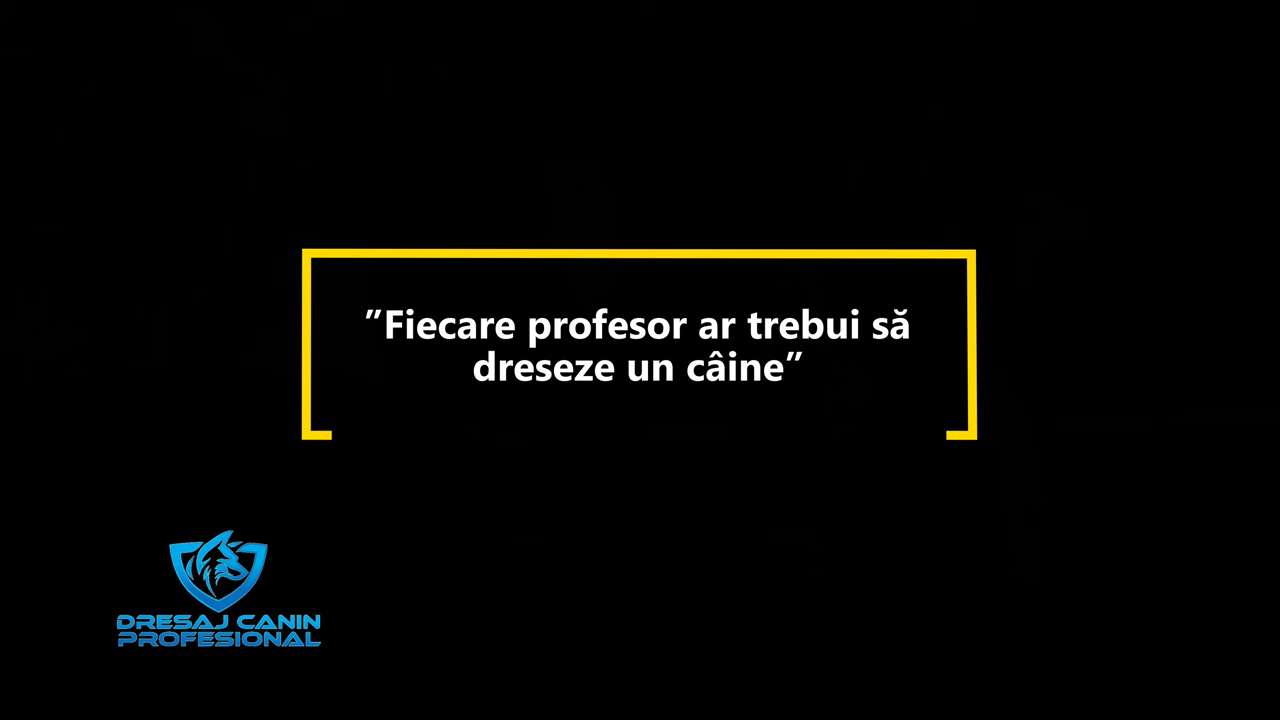 ”Fiecare profesor ar trebui să
dreseze un câine”
DRESAJ CANIN
PROFESIONAL